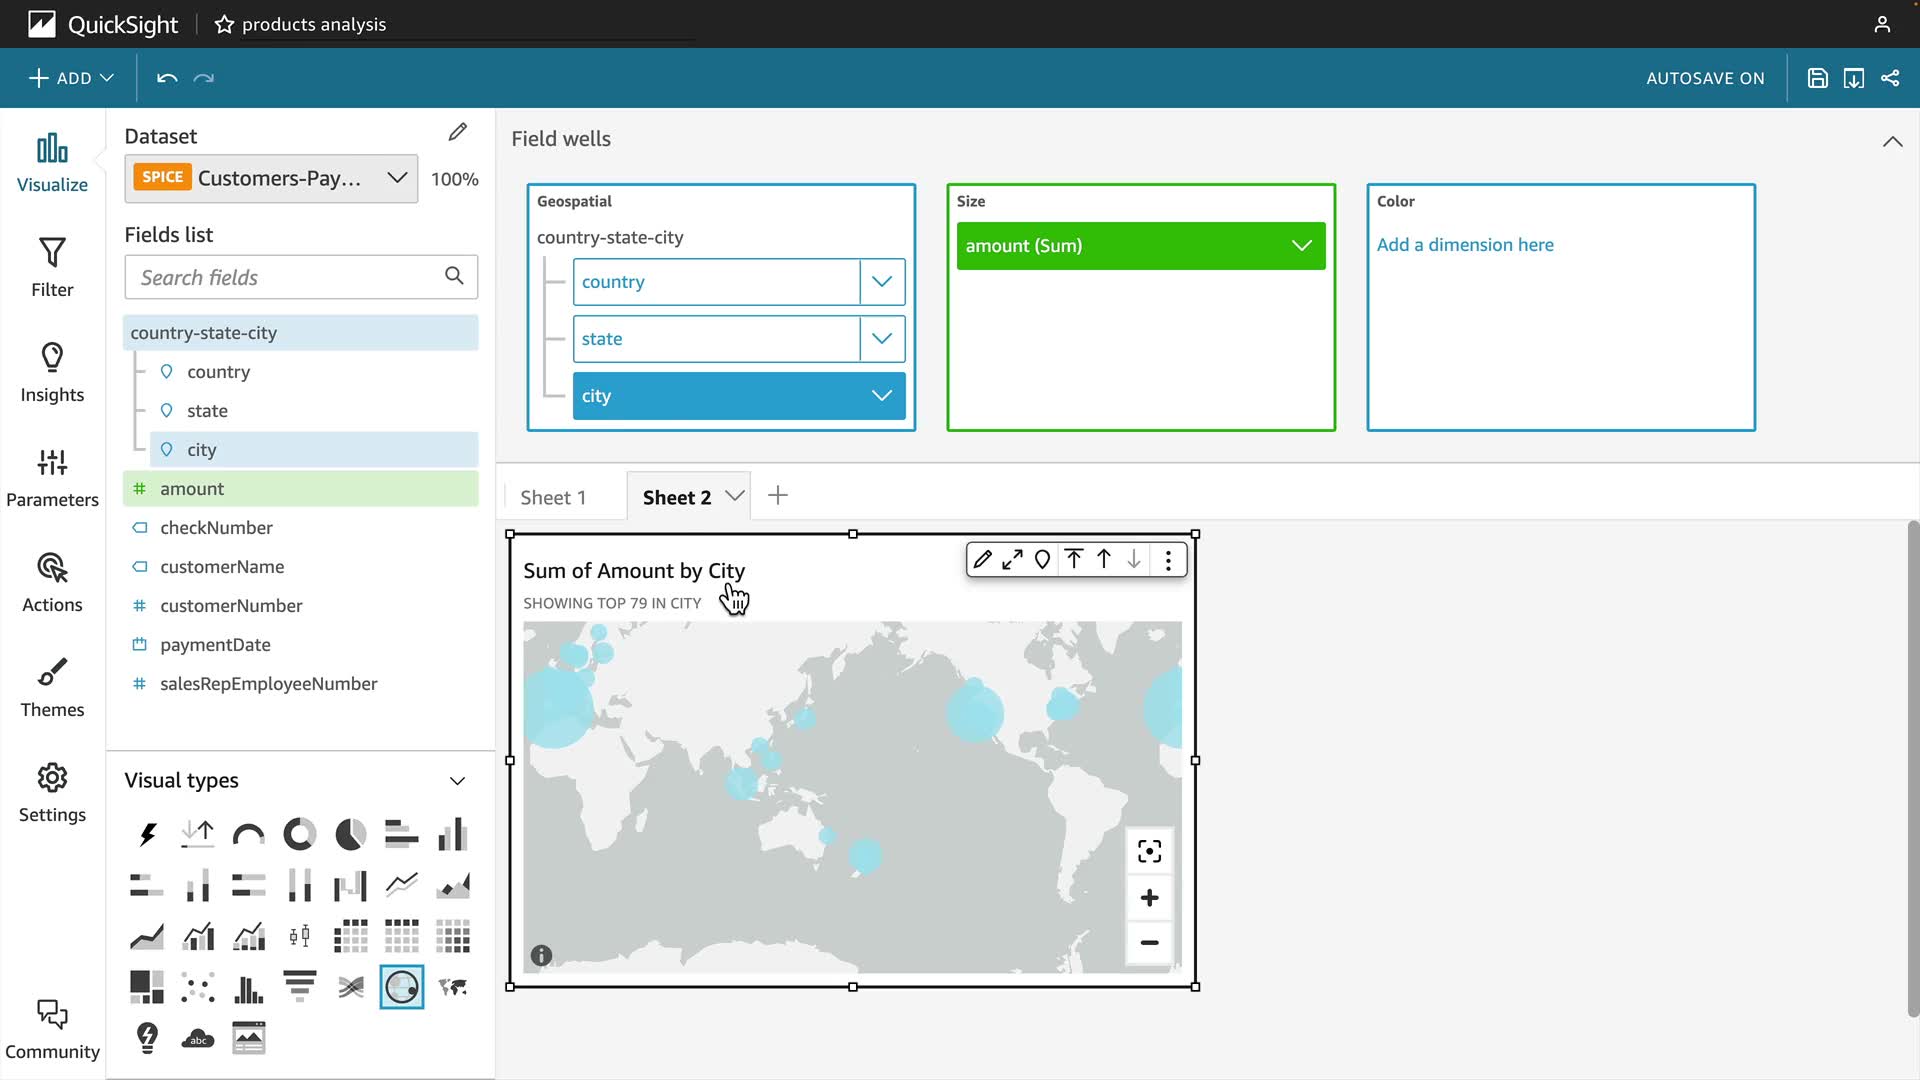 QuickSight
products analysis
ADD
AUTOSAVE ON
Visualize
Filter
Insights
Parameters
Actions
Themes
Settings
Community
Dataset
SPICE Customers-Pay...
100%
Fields list
Search fields
country-state-city
country
state
city
amount
checkNumber
customerName
customerNumber
paymentDate
salesRepEmployeeNumber
Visual types
abc
Field wells
Geospatial
country-state-city
country
state
city
Size
amount (Sum)
Color
Add a dimension here
Sheet 1
Sheet 2
Sum of Amount by City
SHOWING TOP 79 IN CITY